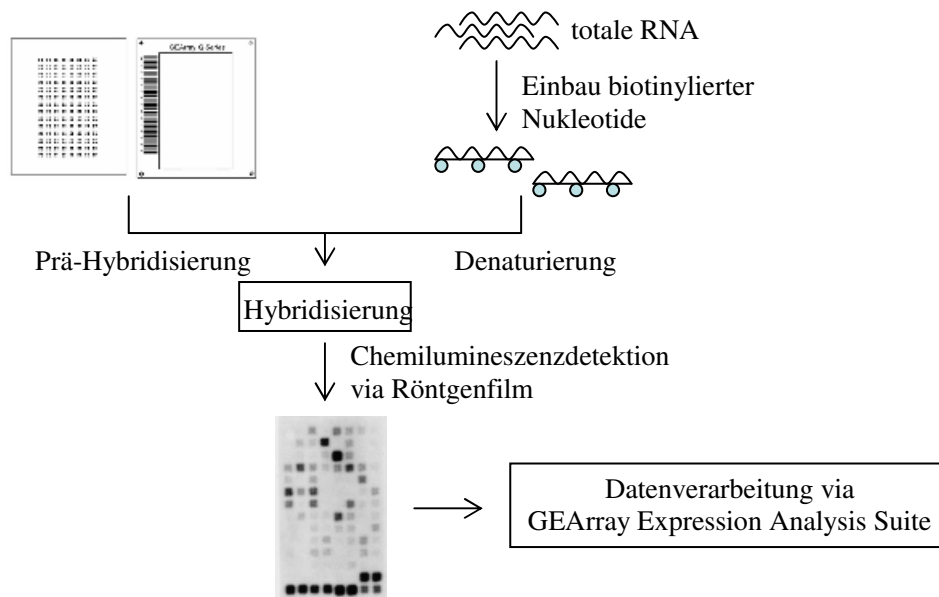 GEArray Q Series
totale RNA
Einbau biotinylierter
Nukleotide
Prä-Hybridisierung
Denaturierung
Hybridisierung
Chemilumineszenzdetektion
via Röntgenfilm
Datenverarbeitung via
GEArray Expression Analysis Suite